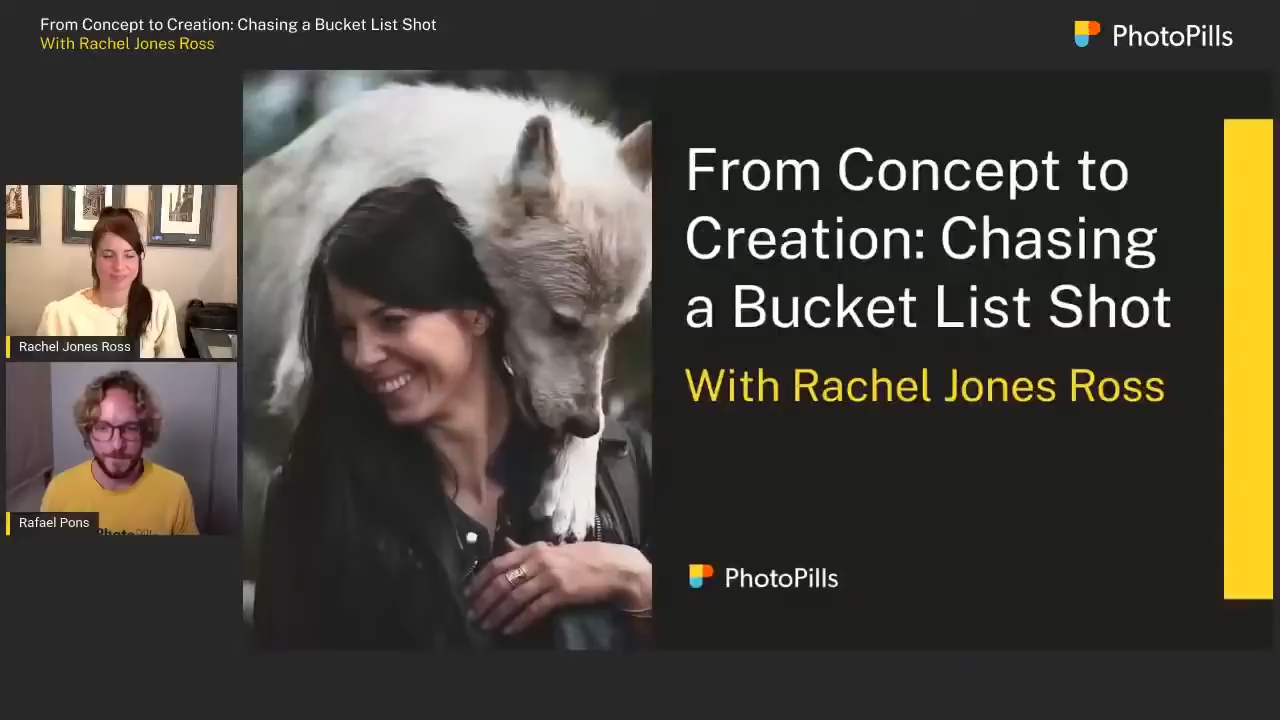 From Concept to Creation: Chasing a Bucket List Shot
With Rachel Jones Ross
PhotoPills
From Concept to
Creation: Chasing
a Bucket List Shot
With Rachel Jones Ross
PhotoPills
Rachel Jones Ross
Rafael Pons
PhotoPills